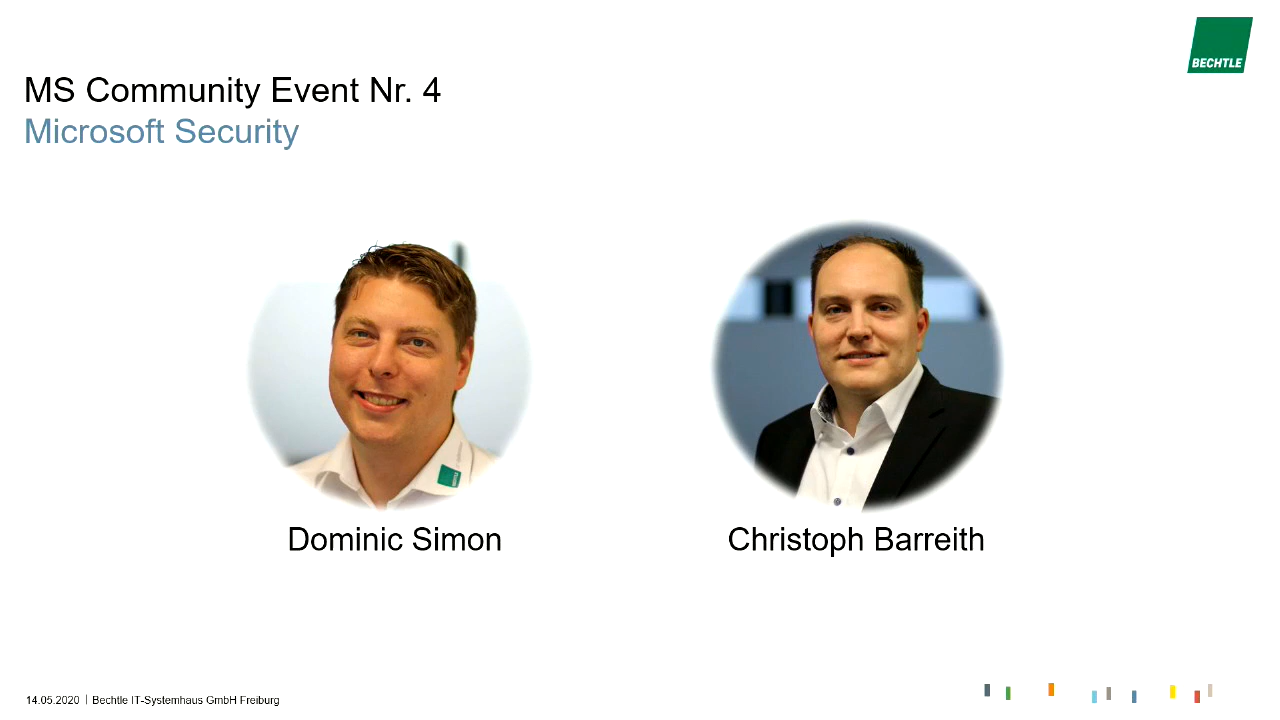 BECHTLE
MS Community Event Nr. 4
Microsoft Security
BECHTLE
Dominic Simon
Christoph Barreith
14.05.2020 | Bechtle IT-Systemhaus GmbH Freiburg